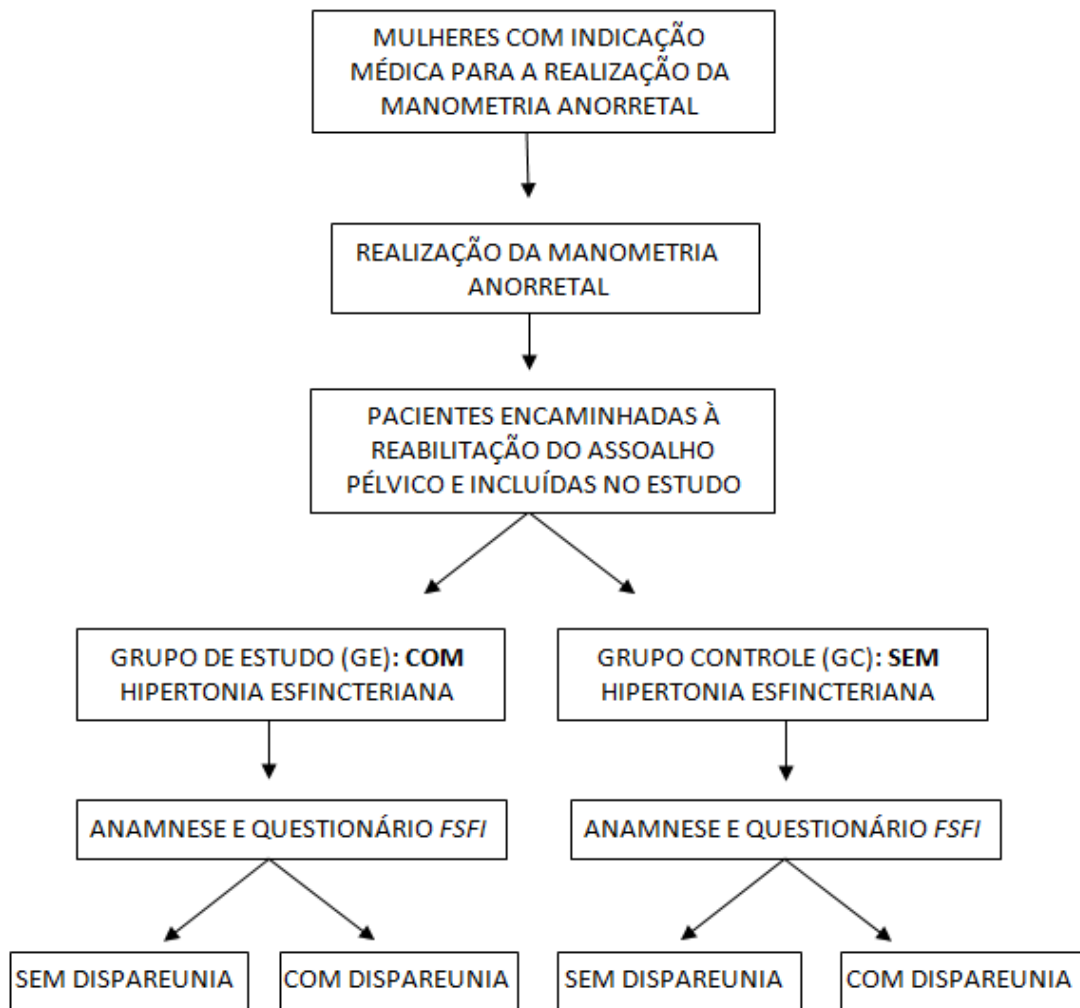 MULHERES COM INDICAÇÃO
MÉDICA PARA A REALIZAÇÃO DA
MANOMETRIA ANORRETAL
REALIZAÇÃO DA MANOMETRIA
ANORRETAL
PACIENTES ENCAMINHADAS À
REABILITAÇÃO DO ASSOALHO
PÉLVICO E INCLUÍDAS NO ESTUDO
GRUPO DE ESTUDO (GE): COM
HIPERTONIA ESFINCTERIANA
GRUPO CONTROLE (GC): SEM
HIPERTONIA ESFINCTERIANA
ANAMNESE E QUESTIONÁRIO FSFI
ANAMNESE E QUESTIONÁRIO FSFI
SEM DISPAREUNIA
COM DISPAREUNIA
SEM DISPAREUNIA
COM DISPAREUNIA